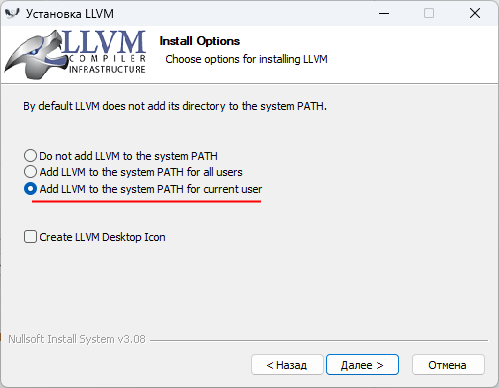 Установка LLVM
LLVM
COMPILER
INFRASTRUCTURE
Install Options
Choose options for installing LLVM
By default LLVM does not add its directory to the system PATH.
Do not add LLVM to the system PATH
Add LLVM to the system PATH for all users
Add LLVM to the system PATH for current user
Create LLVM Desktop Icon
Nullsoft Install System v3.08
< Назад
Далее >
Отмена